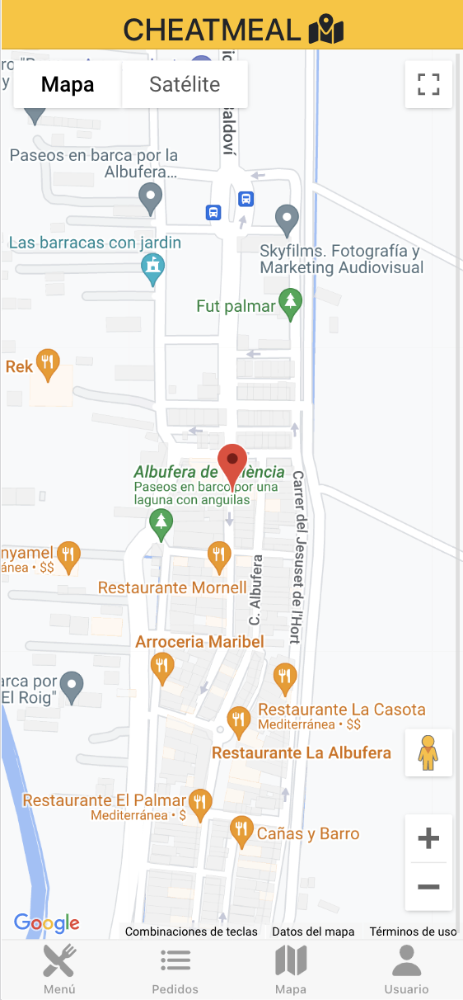 CHEATMEAL
Mapa
Satélite
Baldoví
Paseos en barca por la
Albufera...
Las barracas con jardin
Skyfilms. Fotografía y
Marketing Audiovisual
Fut palmar
Rek
Albufera de
Paseos en barco por una
laguna con anguilas
Carrer del Jesuset de l'Hort
nyamel
ánea • $$
Restaurante Mornell
C. Albufera
Arroceria Maribel
arca por
El Roig"
Restaurante La Casota
Mediterránea • $$
Restaurante La Albufera
Restaurante El Palmar
Mediterránea • $
Cañas y Barro
Google
Combinaciones de teclas
Datos del mapa
Términos de uso
Menú
Pedidos
Mapa
Usuario